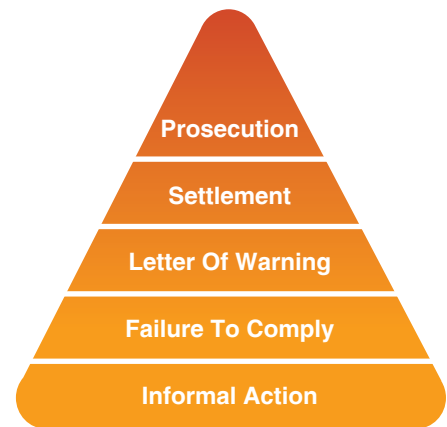 Prosecution
Settlement
Letter Of Warning
Failure To Comply
Informal Action